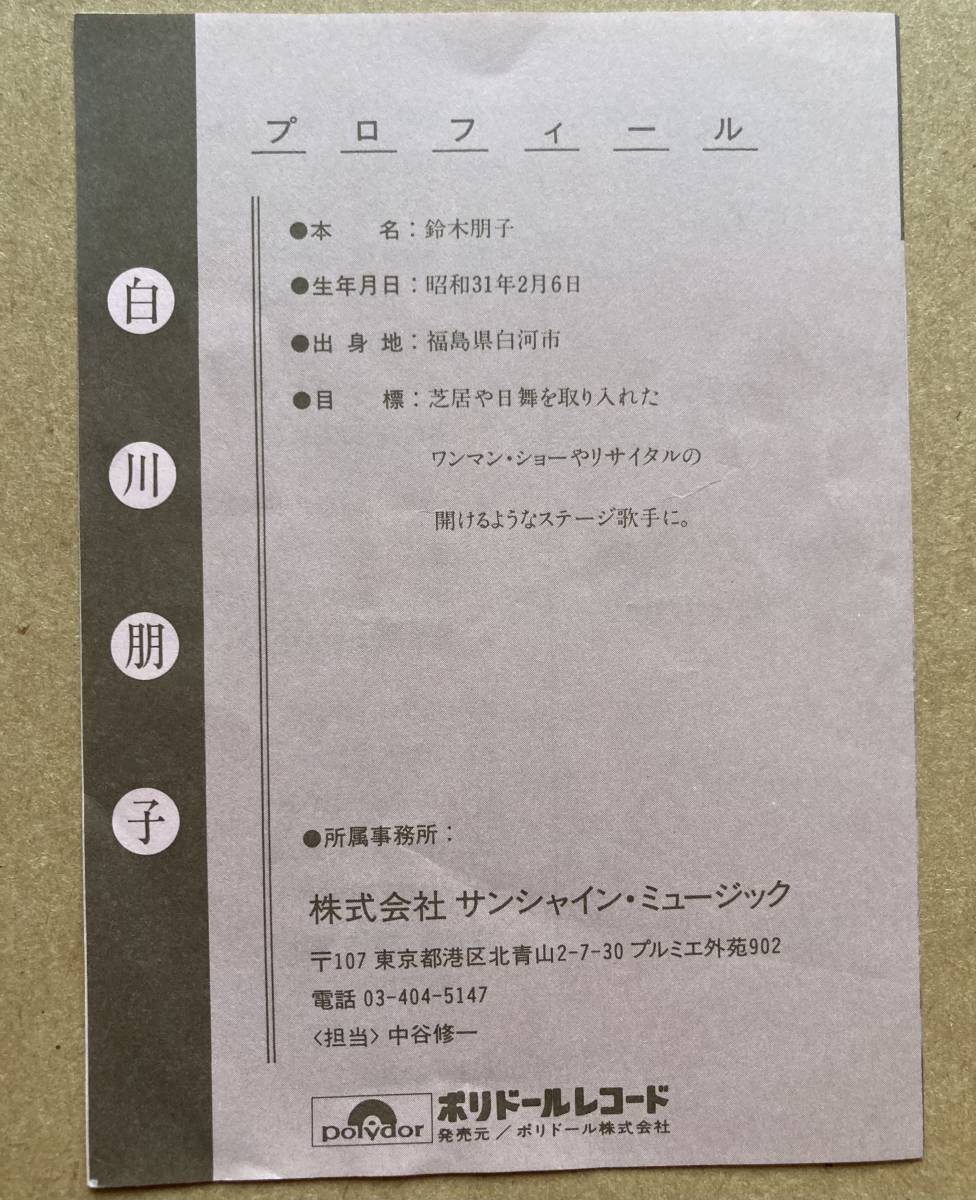 白川朋子
プロフィール
●本　名：鈴木朋子
●生年月日：昭和31年2月6日
●出身地：福島県白河市
●目　標：芝居や日舞を取り入れた
ワンマン・ショーやリサイタルの
開けるようなステージ歌手に。
●所属事務所：
株式会社 サンシャイン・ミュージック
〒107 東京都港区北青山2-7-30 プルミエ外苑902
電話 03-404-5147
〈担当〉中谷修一
polydor ポリドールレコード
発売元／ポリドール株式会社